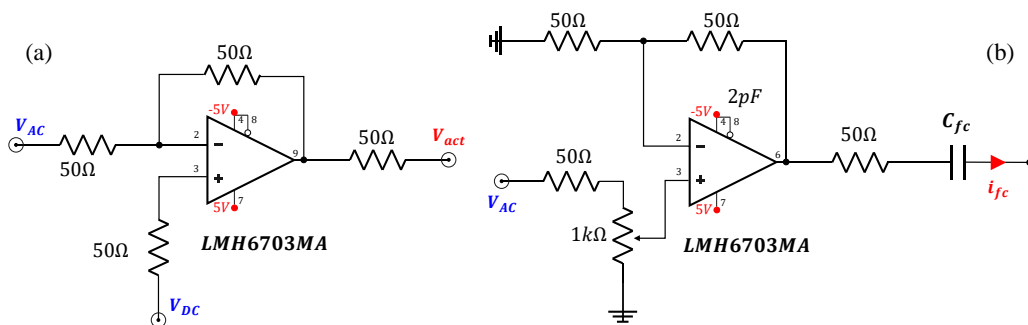 (a)
50Ω
-5V
4
8
V_AC
50Ω
2
3
9
50Ω
V_act
5V
7
50Ω
LMH6703MA
V_DC
50Ω
50Ω
(b)
2pF
-5V
4
8
2
3
6
50Ω
C_fc
i_fc
V_AC
50Ω
5V
7
1kΩ
LMH6703MA